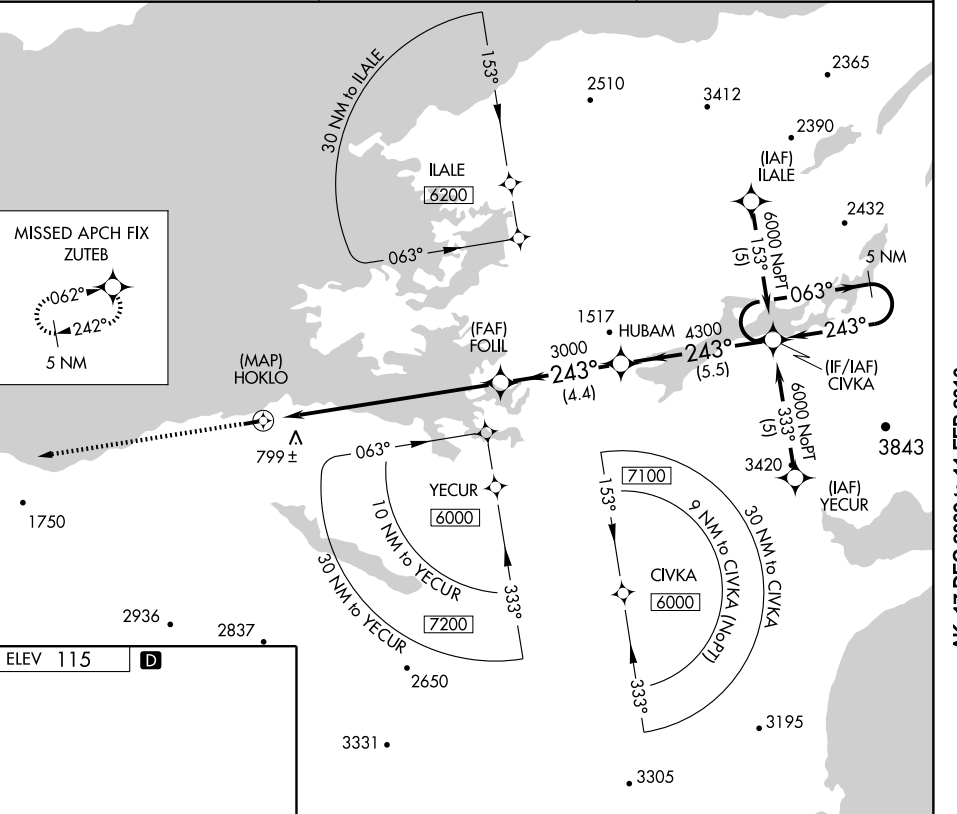 30 NM to ILALE
153°
ILALE
6200
063°
2510
3412
2365
2390
(IAF)
ILALE
2432
6000 NoPT
153°
(5)
5 NM
063°
243°
MISSED APCH FIX
ZUTEB
062°
242°
5 NM
(MAP)
HOKLO
799 ±
(FAF)
FOLIL
3000
243°
(4.4)
1517
HUBAM
4300
243°
(5.5)
(IF/IAF)
CIVKA
6000 NoPT
333°
(5)
3420
3843
(IAF)
YECUR
1750
063°
YECUR
6000
10 NM to YECUR
30 NM to YECUR
7200
333°
7100
153°
9 NM to CIVKA (NoPT)
30 NM to CIVKA
CIVKA
6000
333°
2936
2837
ELEV 115
D
2650
3331
3195
3305